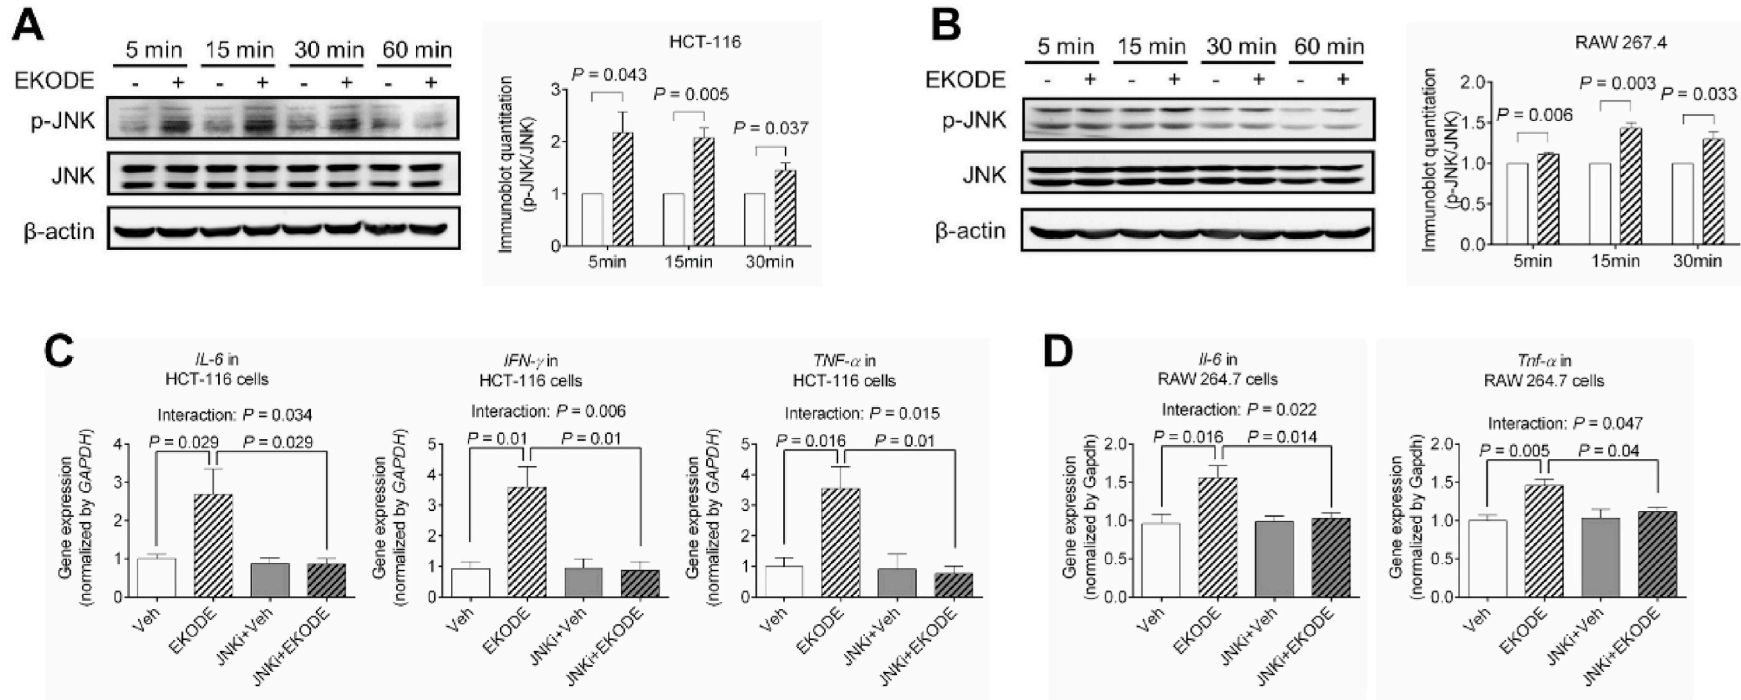 A
5 min 15 min 30 min 60 min
EKODE - + - + - + - +
p-JNK
JNK
β-actin
HCT-116
Immunoblot quantitation
(p-JNK/JNK)
3
2
1
0
P = 0.043
P = 0.005
P = 0.037
5min 15min 30min
B
5 min 15 min 30 min 60 min
EKODE - + - + - + - +
p-JNK
JNK
β-actin
RAW 267.4
Immunoblot quantitation
(p-JNK/JNK)
2.0
1.5
1.0
0.5
0.0
P = 0.006
P = 0.003
P = 0.033
5min 15min 30min
C
IL-6 in
HCT-116 cells
Interaction: P = 0.034
P = 0.029 P = 0.029
Gene expression
(normalized by GAPDH)
4
3
2
1
0
Veh EKODE JNKi+Veh JNKi+EKODE
IFN-γ in
HCT-116 cells
Interaction: P = 0.006
P = 0.01 P = 0.01
Gene expression
(normalized by GAPDH)
5
4
3
2
1
0
Veh EKODE JNKi+Veh JNKi+EKODE
TNF-α in
HCT-116 cells
Interaction: P = 0.015
P = 0.016 P = 0.01
Gene expression
(normalized by GAPDH)
5
4
3
2
1
0
Veh EKODE JNKi+Veh JNKi+EKODE
D
Il-6 in
RAW 264.7 cells
Interaction: P = 0.022
P = 0.016 P = 0.014
Gene expression
(normalized by Gapdh)
2.0
1.5
1.0
0.5
0.0
Veh EKODE JNKi+Veh JNKi+EKODE
Tnf-α in
RAW 264.7 cells
Interaction: P = 0.047
P = 0.005 P = 0.04
Gene expression
(normalized by Gapdh)
2.0
1.5
1.0
0.5
0.0
Veh EKODE JNKi+Veh JNKi+EKODE